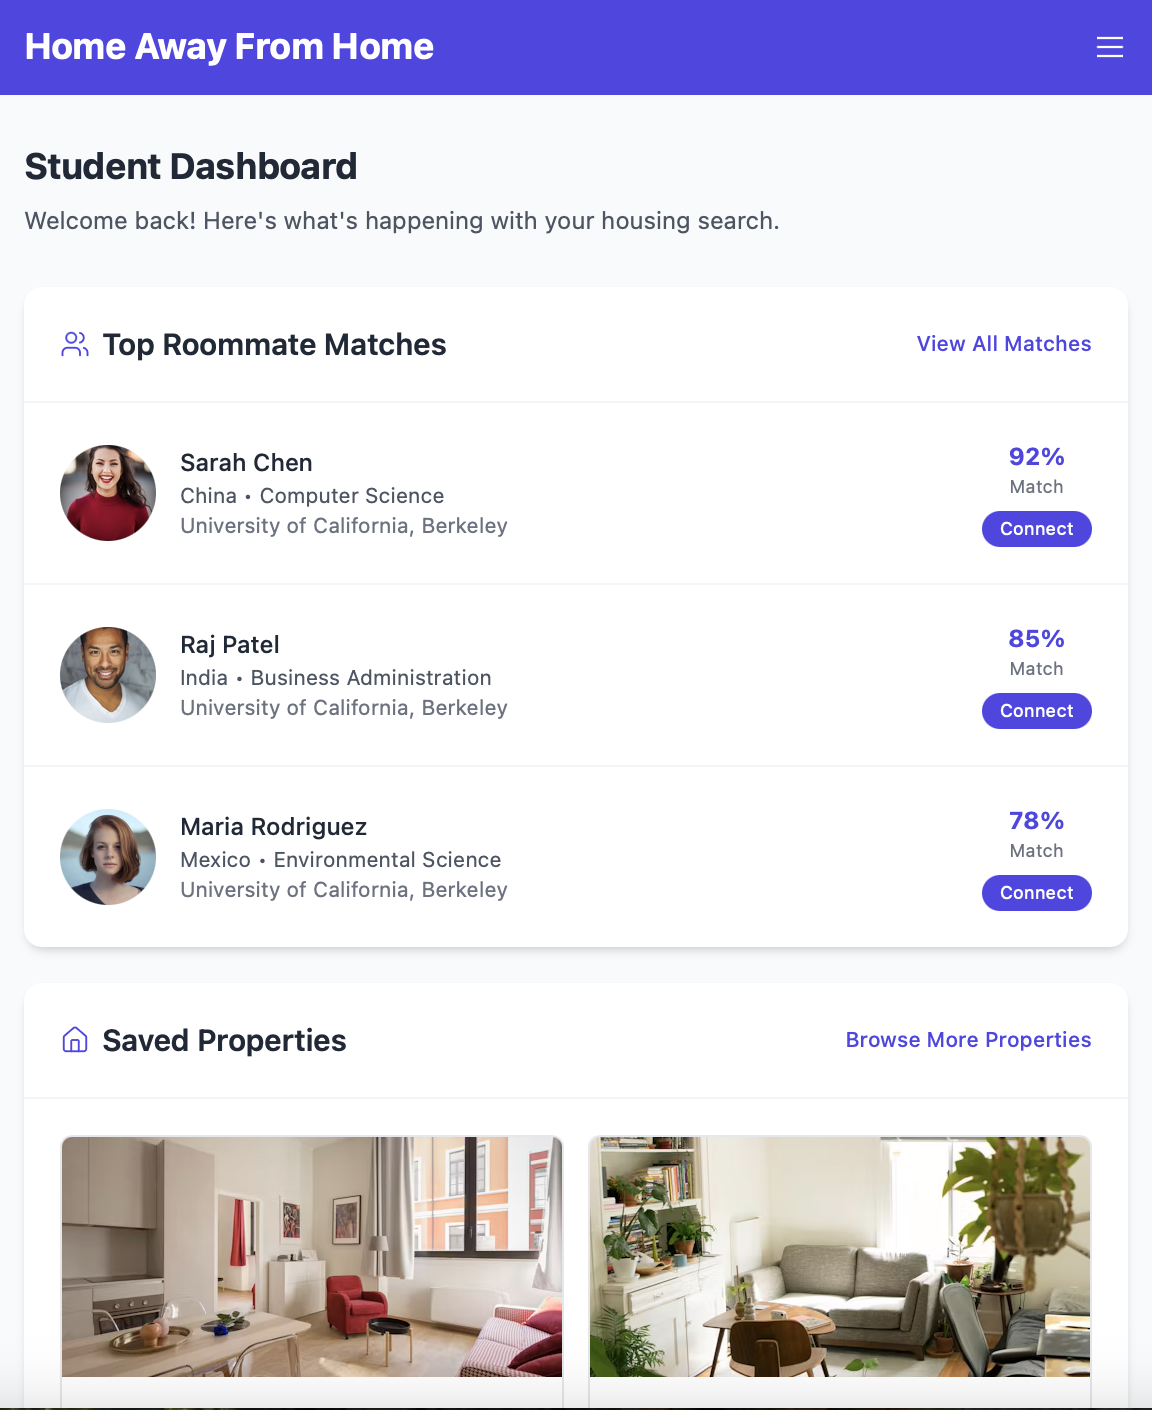 Home Away From Home
Student Dashboard
Welcome back! Here's what's happening with your housing search.
Top Roommate Matches
View All Matches
Sarah Chen
China • Computer Science
University of California, Berkeley
92%
Match
Connect
Raj Patel
India • Business Administration
University of California, Berkeley
85%
Match
Connect
Maria Rodriguez
Mexico • Environmental Science
University of California, Berkeley
78%
Match
Connect
Saved Properties
Browse More Properties